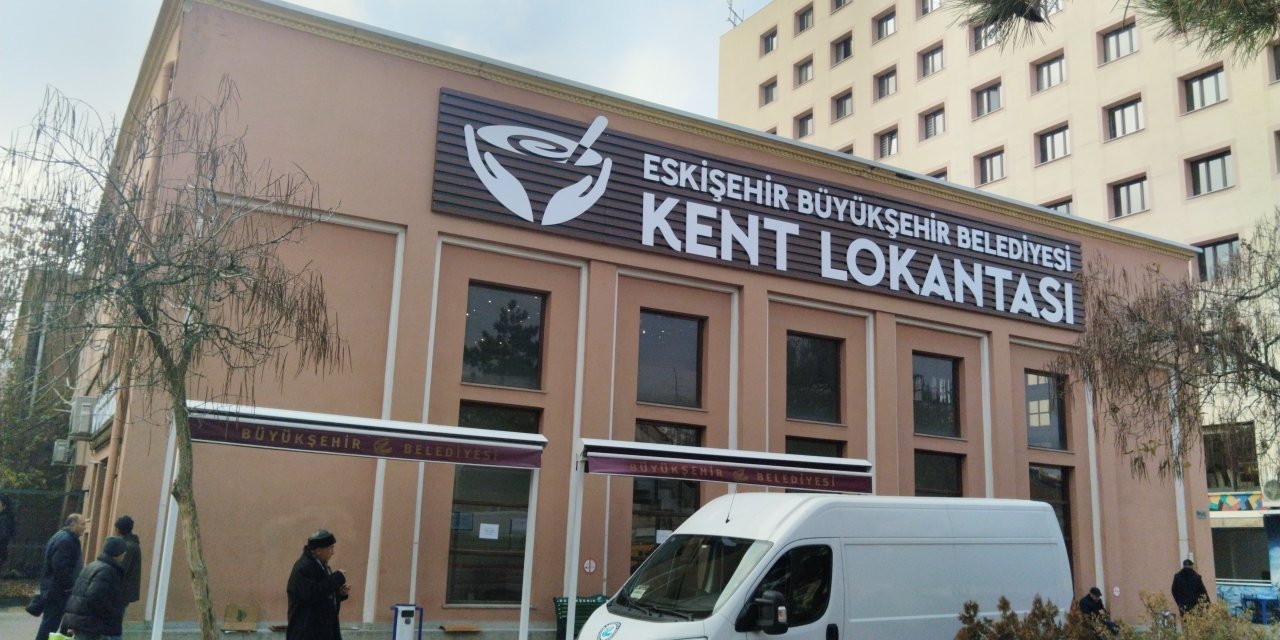 ESKİŞEHİR BÜYÜKŞEHİR BELEDİYESİ
KENT LOKANTASI
BÜYÜKŞEHİR BELEDİYESİ
BÜYÜKŞEHİR BELEDİYESİ